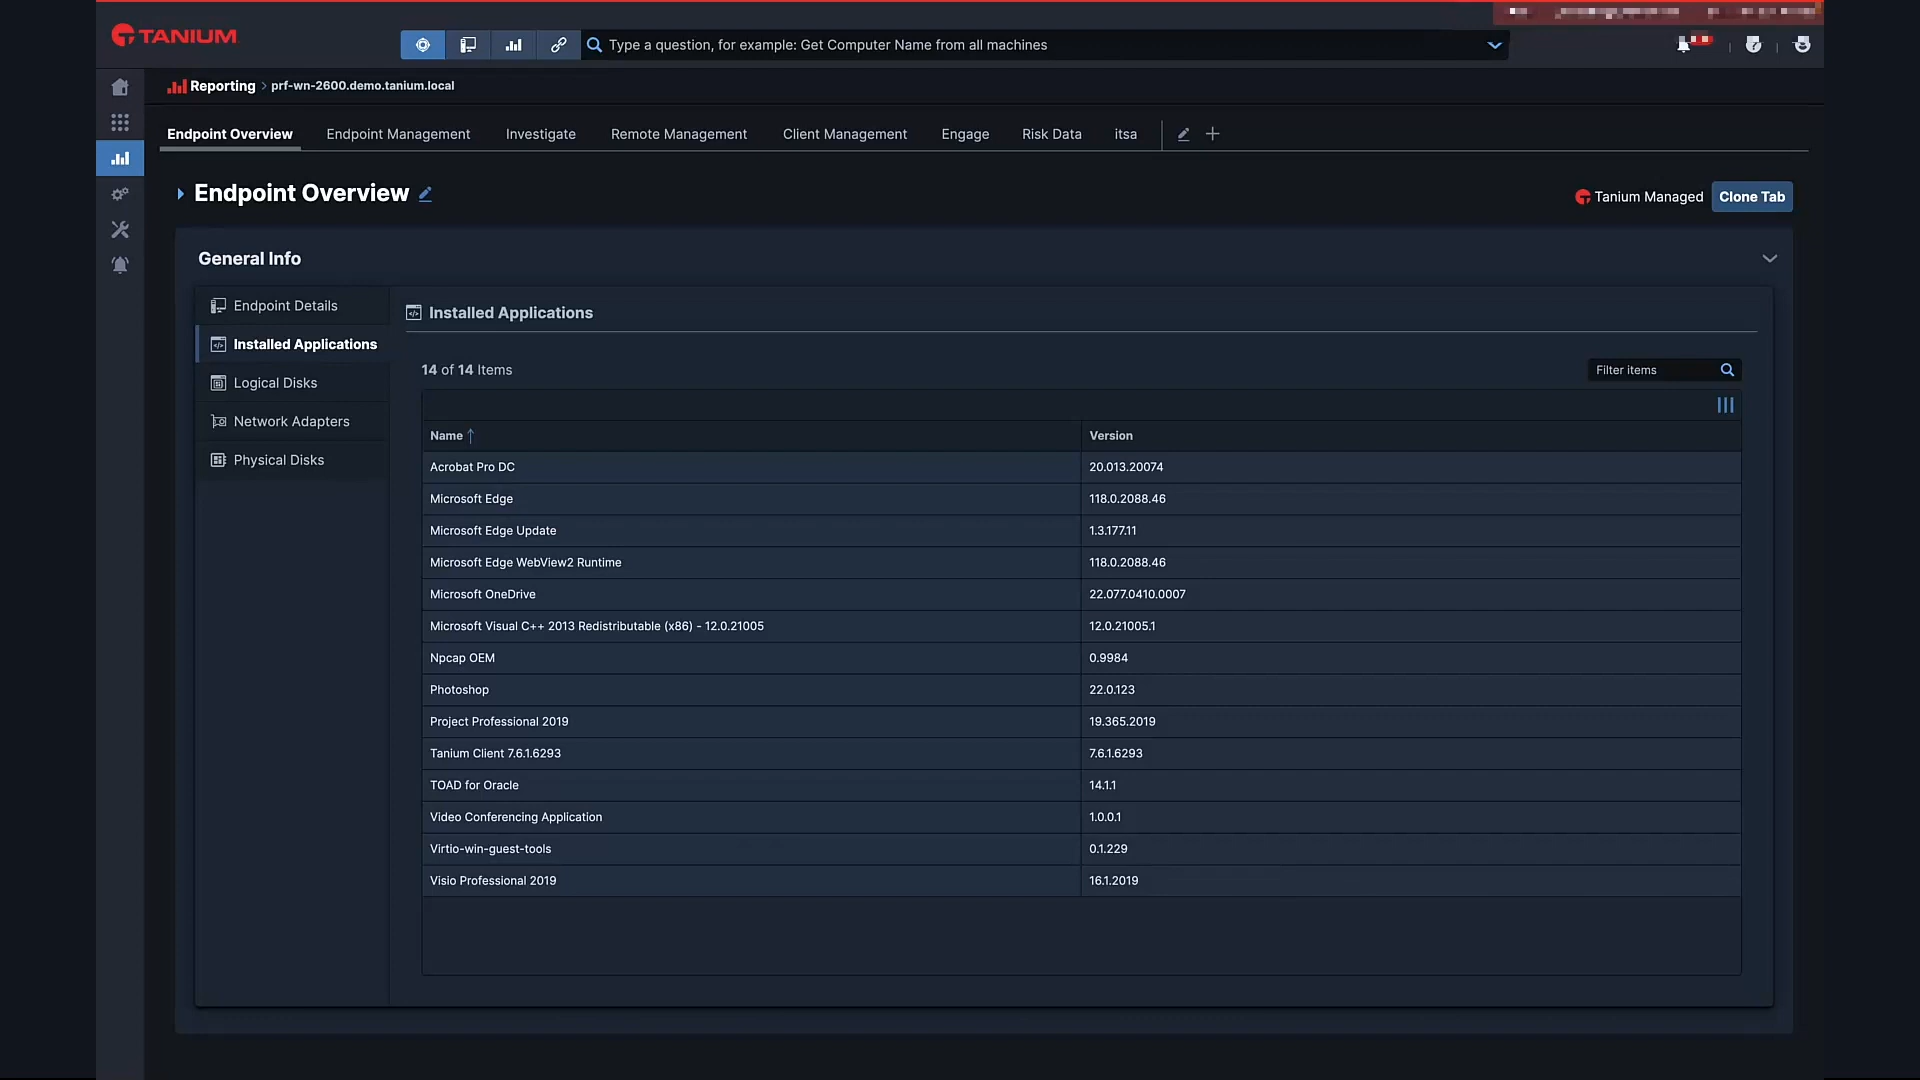 TANIUM
Type a question, for example: Get Computer Name from all machines
Reporting > prf-wn-2600.demo.tanium.local
Endpoint Overview Endpoint Management Investigate Remote Management Client Management Engage Risk Data itsa
Endpoint Overview
Tanium Managed Clone Tab
General Info
Endpoint Details
Installed Applications
Logical Disks
Network Adapters
Physical Disks
Installed Applications
14 of 14 Items
Filter items
Name Version
Acrobat Pro DC 20.013.20074
Microsoft Edge 118.0.2088.46
Microsoft Edge Update 1.3.177.11
Microsoft Edge WebView2 Runtime 118.0.2088.46
Microsoft OneDrive 22.077.0410.0007
Microsoft Visual C++ 2013 Redistributable (x86) - 12.0.21005 12.0.21005.1
Npcap OEM 0.9984
Photoshop 22.0.123
Project Professional 2019 19.365.2019
Tanium Client 7.6.1.6293 7.6.1.6293
TOAD for Oracle 14.1.1
Video Conferencing Application 1.0.0.1
Virtio-win-guest-tools 0.1.229
Visio Professional 2019 16.1.2019